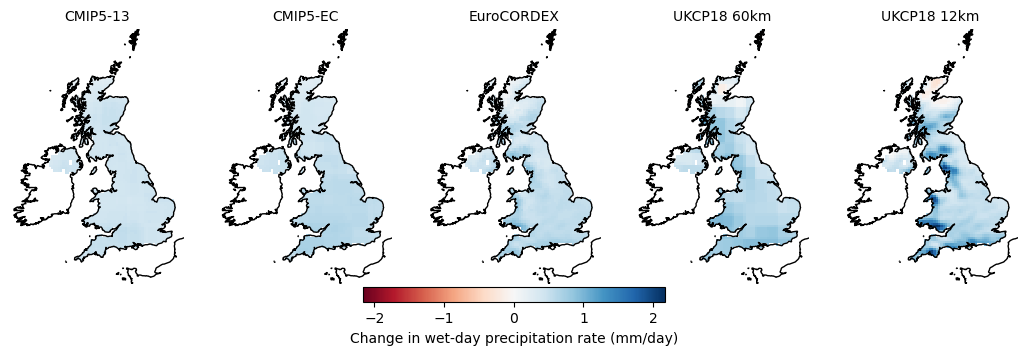 CMIP5-13 CMIP5-EC EuroCORDEX UKCP18 60km UKCP18 12km
−2 −1 0 1 2
Change in wet-day precipitation rate (mm/day)